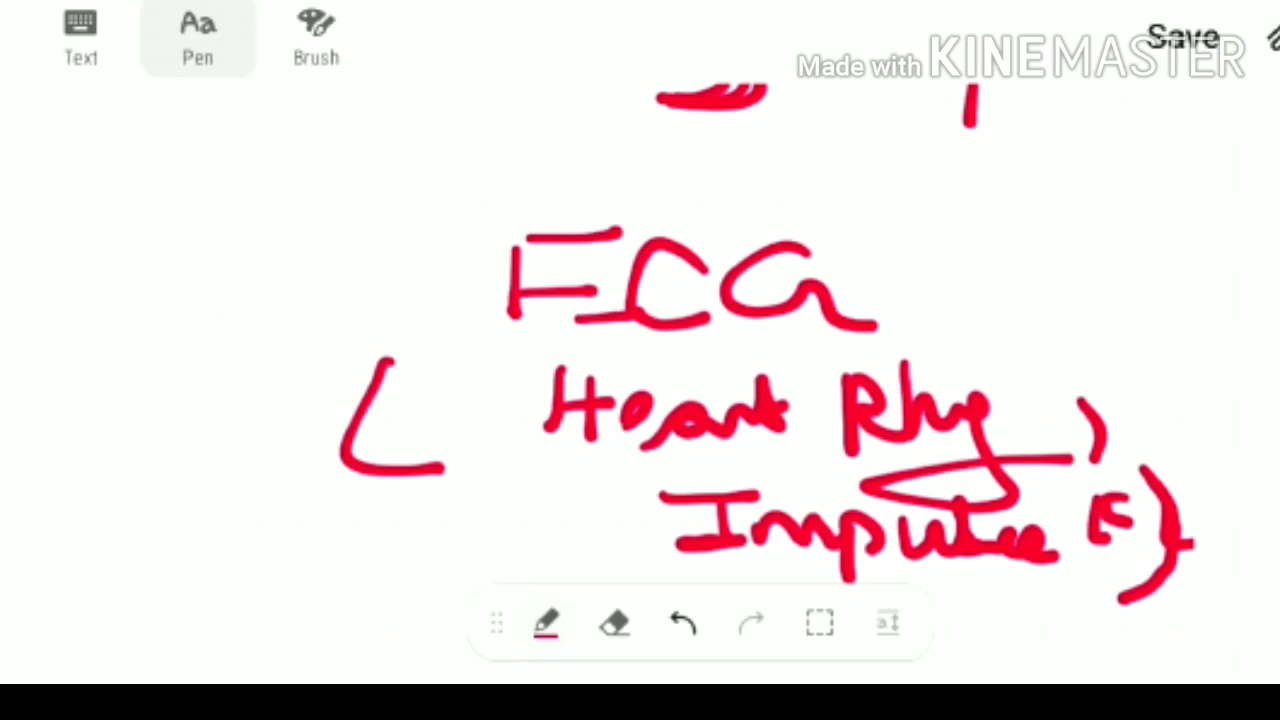 Text Pen Brush Save
Made with KINEMASTER
ECG
Heart Rhy
Impulse